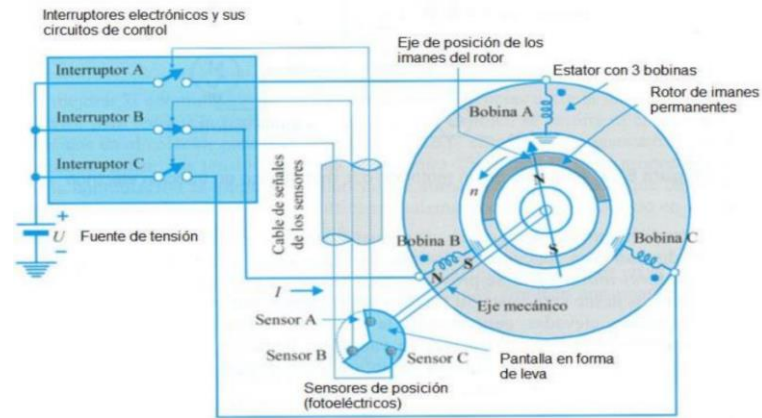 Interruptores electrónicos y sus
circuitos de control
Interruptor A
Interruptor B
Interruptor C
+
U
−
Fuente de tensión
Cable de señales
de los sensores
I
Sensor A
Sensor B
Sensor C
Sensores de posición
(fotoeléctricos)
Pantalla en forma
de leva
Eje mecánico
Eje de posición de los
imanes del rotor
Estator con 3 bobinas
Rotor de imanes
permanentes
Bobina A
n
N
S
Bobina B
N
S
Bobina C